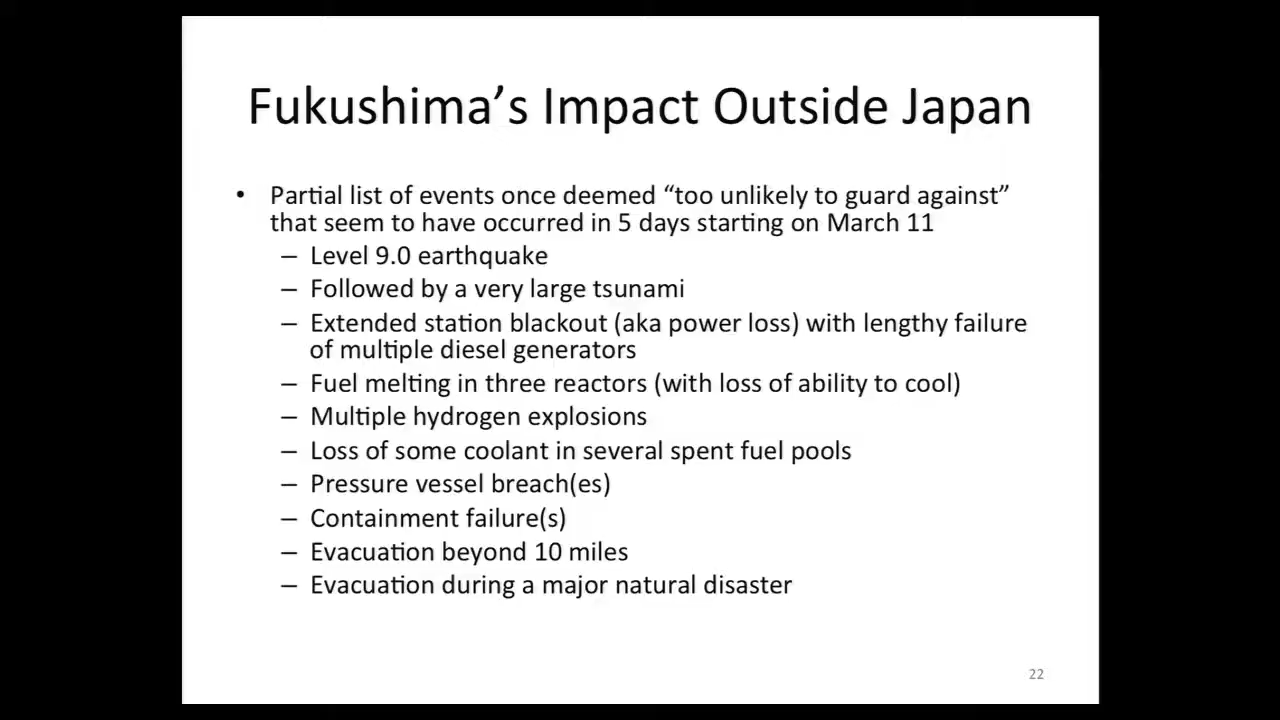 Fukushima’s Impact Outside Japan
• Partial list of events once deemed “too unlikely to guard against”
that seem to have occurred in 5 days starting on March 11
– Level 9.0 earthquake
– Followed by a very large tsunami
– Extended station blackout (aka power loss) with lengthy failure
of multiple diesel generators
– Fuel melting in three reactors (with loss of ability to cool)
– Multiple hydrogen explosions
– Loss of some coolant in several spent fuel pools
– Pressure vessel breach(es)
– Containment failure(s)
– Evacuation beyond 10 miles
– Evacuation during a major natural disaster
22